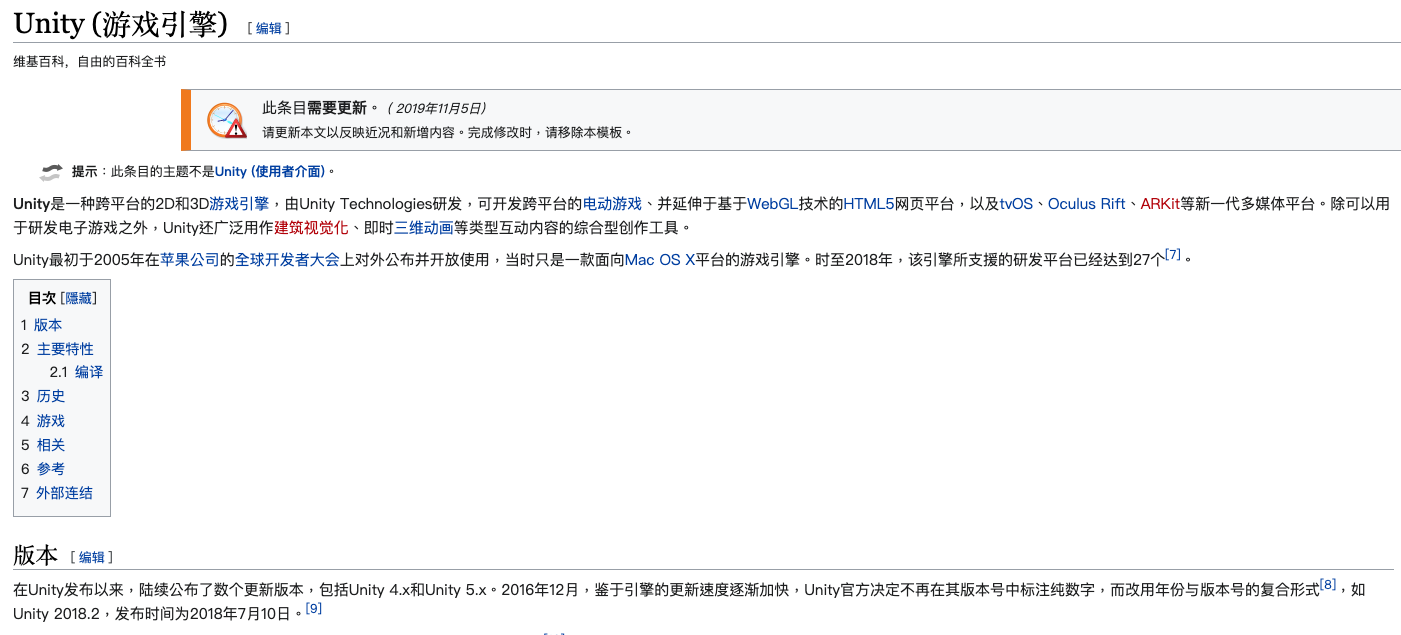 Unity (游戏引擎) [ 编辑 ]
维基百科，自由的百科全书
此条目需要更新。 ( 2019年11月5日)
请更新本文以反映近况和新增内容。完成修改时，请移除本模板。
提示：此条目的主题不是Unity (使用者介面)。
Unity是一种跨平台的2D和3D游戏引擎，由Unity Technologies研发，可开发跨平台的电动游戏、并延伸于基于WebGL技术的HTML5网页平台，以及tvOS、Oculus Rift、ARKit等新一代多媒体平台。除可以用
于研发电子游戏之外，Unity还广泛用作建筑视觉化、即时三维动画等类型互动内容的综合型创作工具。
Unity最初于2005年在苹果公司的全球开发者大会上对外公布并开放使用，当时只是一款面向Mac OS X平台的游戏引擎。时至2018年，该引擎所支援的研发平台已经达到27个[7]。
目次 [隱藏]
1 版本
2 主要特性
2.1 编译
3 历史
4 游戏
5 相关
6 参考
7 外部连结
版本 [ 编辑 ]
在Unity发布以来，陆续公布了数个更新版本，包括Unity 4.x和Unity 5.x。2016年12月，鉴于引擎的更新速度逐渐加快，Unity官方决定不再在其版本号中标注纯数字，而改用年份与版本号的复合形式[8]，如
Unity 2018.2，发布时间为2018年7月10日。[9]